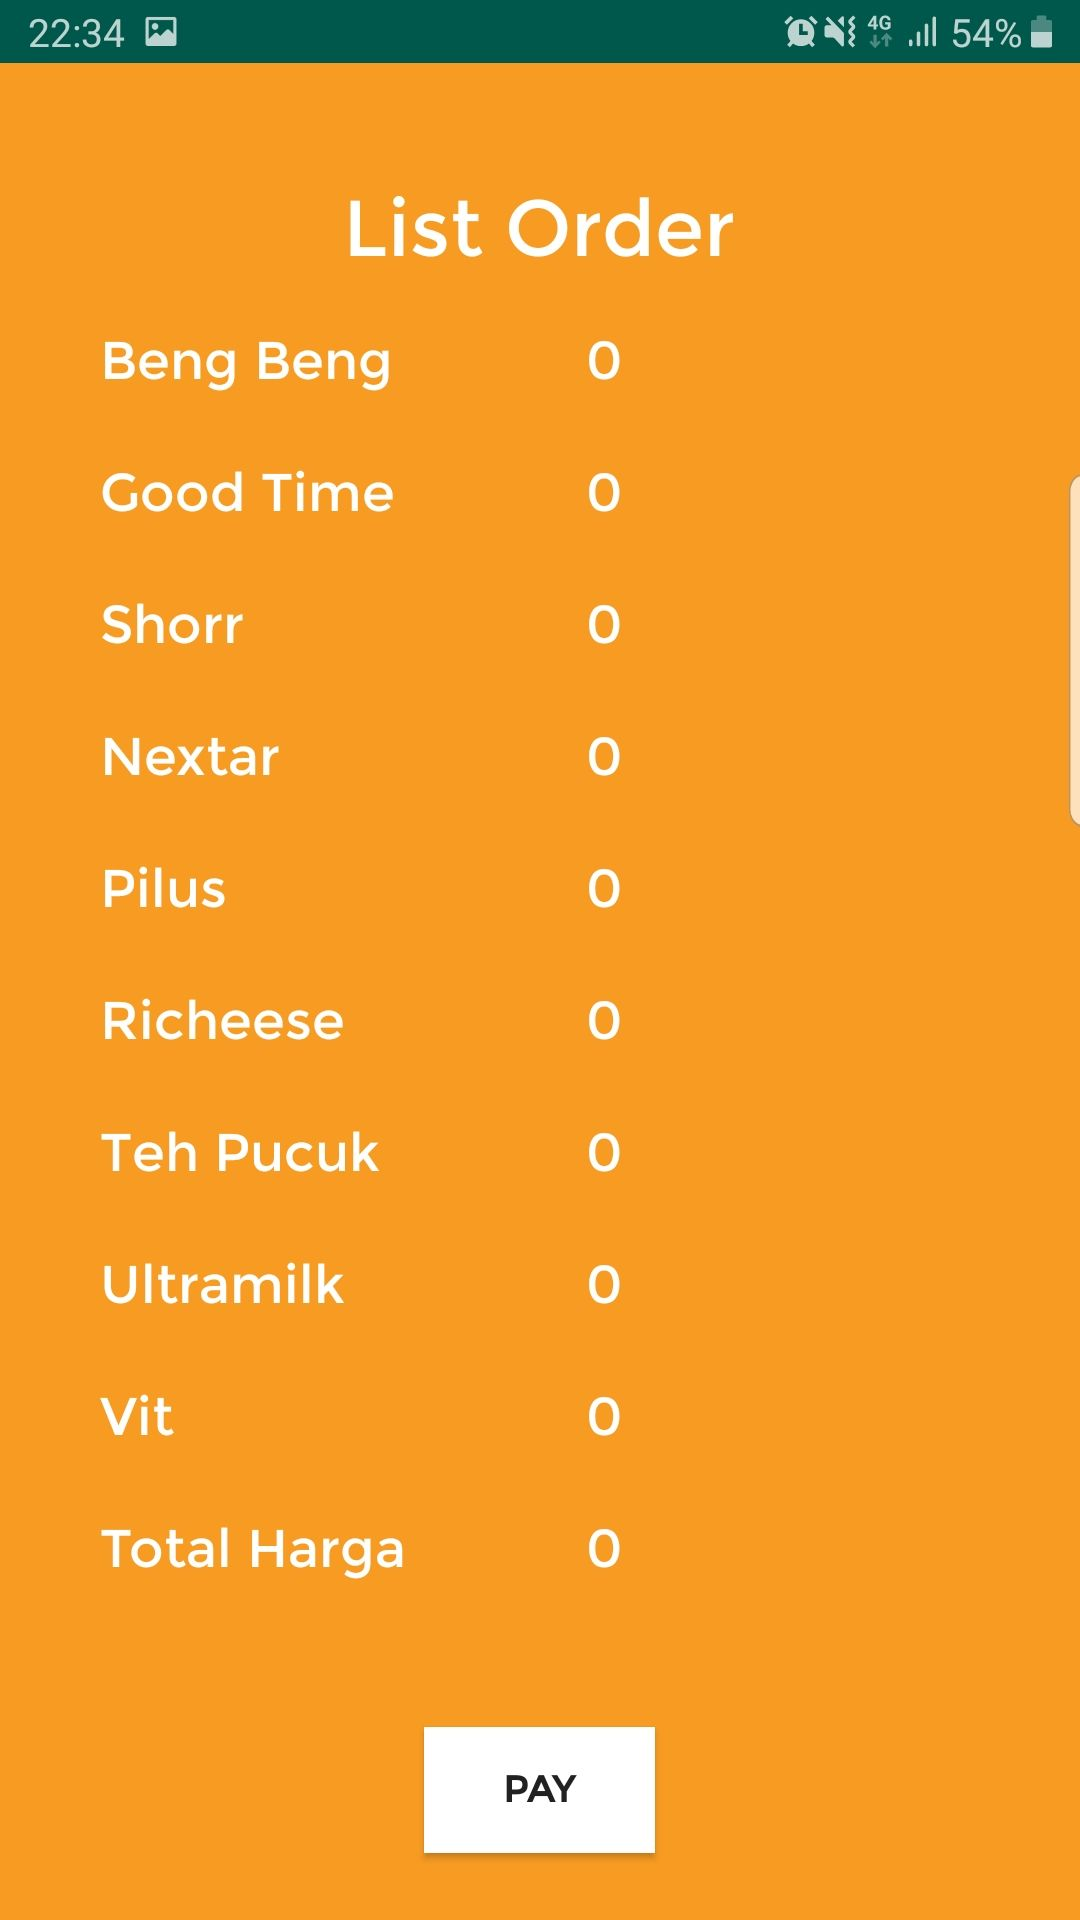 22:34 4G 54%
List Order
Beng Beng 0
Good Time 0
Shorr 0
Nextar 0
Pilus 0
Richeese 0
Teh Pucuk 0
Ultramilk 0
Vit 0
Total Harga 0
PAY